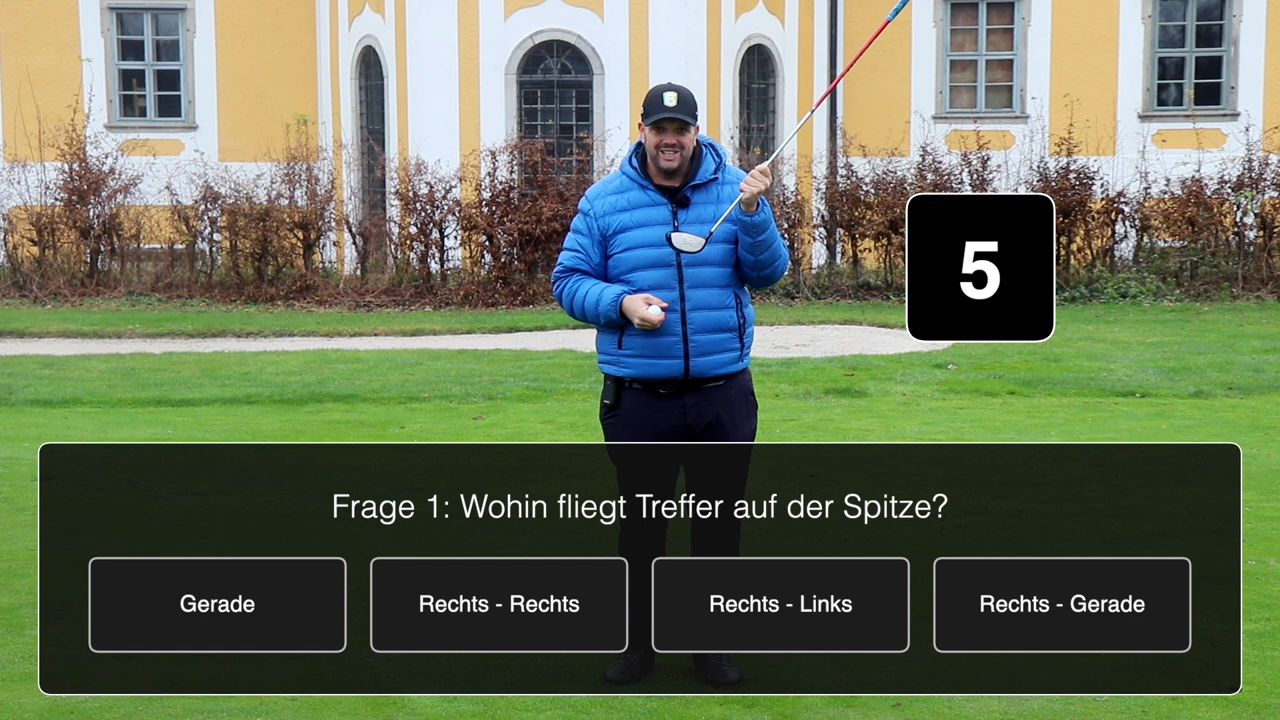 5
Frage 1: Wohin fliegt Treffer auf der Spitze?
Gerade
Rechts - Rechts
Rechts - Links
Rechts - Gerade